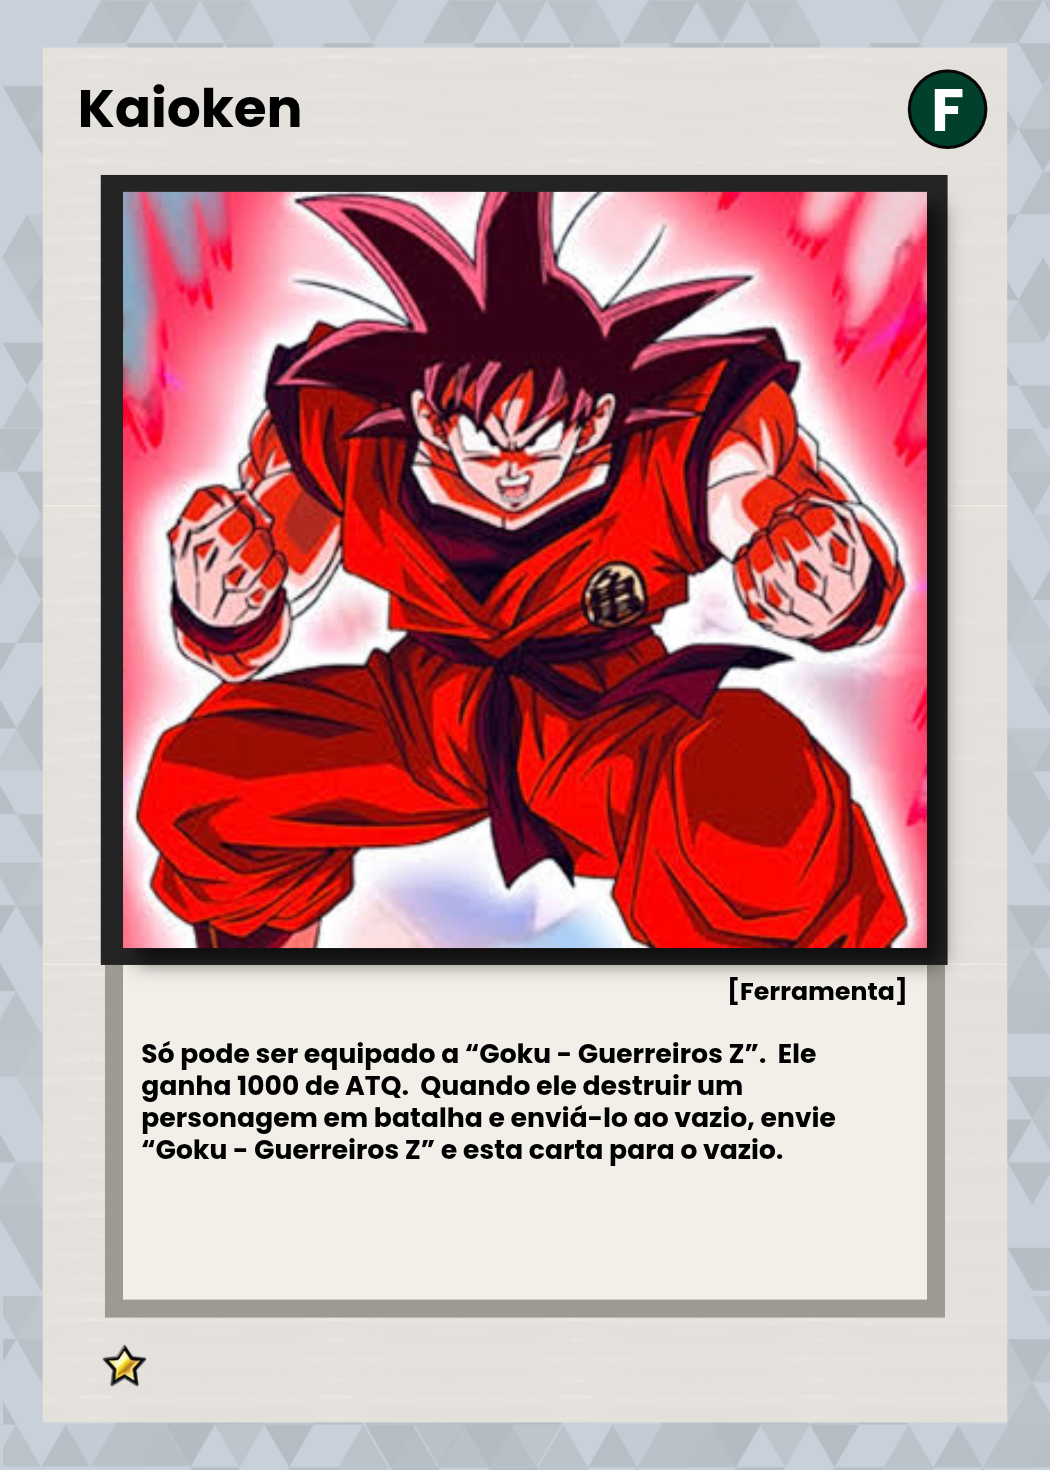 Kaioken
F
亀
[Ferramenta]
Só pode ser equipado a “Goku - Guerreiros Z”.  Ele
ganha 1000 de ATQ.  Quando ele destruir um
personagem em batalha e enviá-lo ao vazio, envie
“Goku - Guerreiros Z” e esta carta para o vazio.